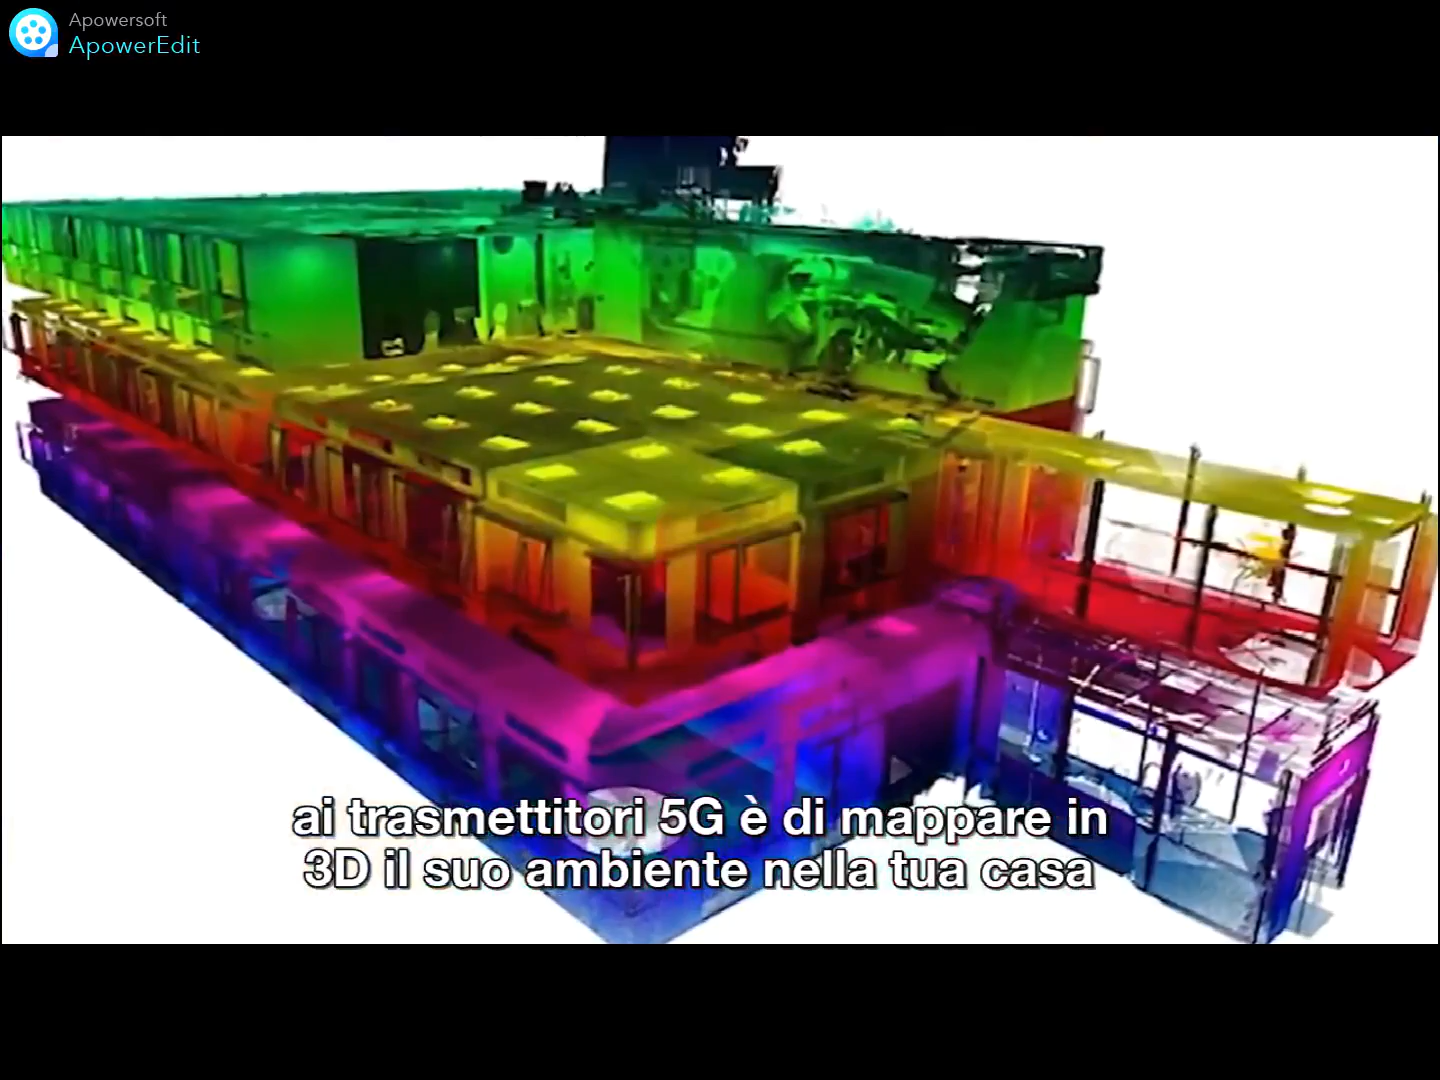 Apowersoft
ApowerEdit
ai trasmettitori 5G è di mappare in
3D il suo ambiente nella tua casa